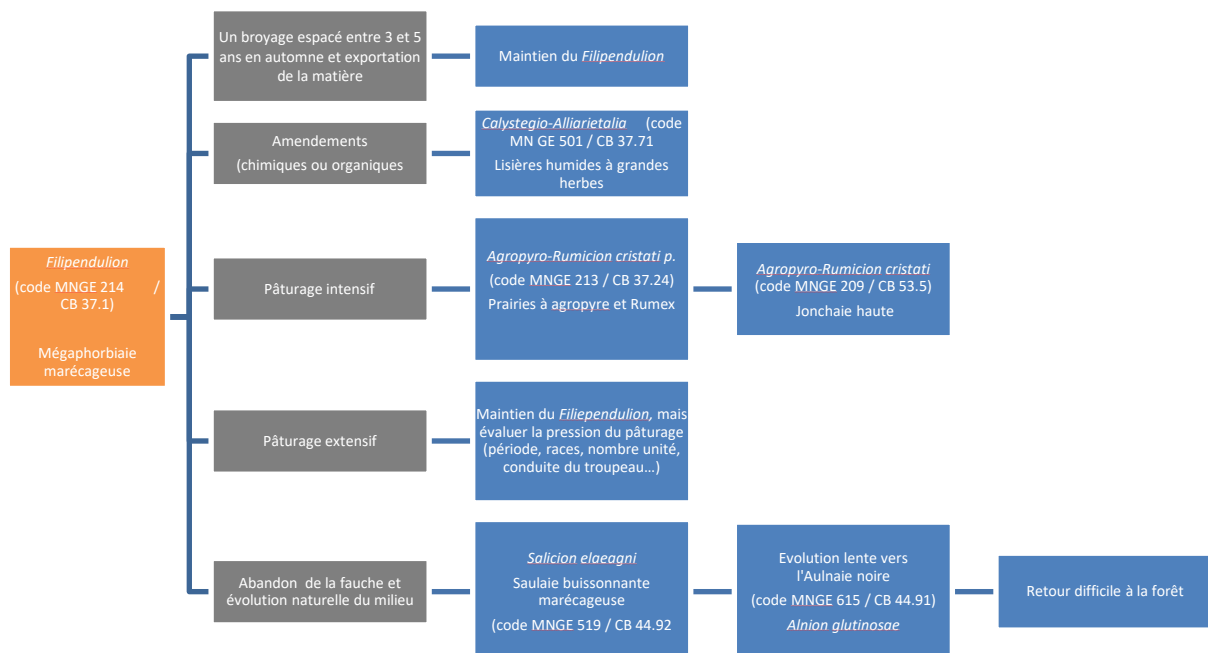 Filipendulion
(code MNGE 214 /
CB 37.1)
Mégaphorbiaie
marécageuse
Un broyage espacé entre 3 et 5
ans en automne et exportation
de la matière
Maintien du Filipendulion
Amendements
(chimiques ou organiques
Calystegio-Alliarietalia (code
MN GE 501 / CB 37.71
Lisières humides à grandes
herbes
Pâturage intensif
Agropyro-Rumicion cristati p.
(code MNGE 213 / CB 37.24)
Prairies à agropyre et Rumex
Agropyro-Rumicion cristati
(code MNGE 209 / CB 53.5)
Jonchaie haute
Pâturage extensif
Maintien du Filiependulion, mais
évaluer la pression du pâturage
(période, races, nombre unité,
conduite du troupeau…)
Abandon de la fauche et
évolution naturelle du milieu
Salicion elaeagni
Saulaie buissonnante
marécageuse
(code MNGE 519 / CB 44.92
Evolution lente vers
l'Aulnaie noire
(code MNGE 615 / CB 44.91)
Alnion glutinosae
Retour difficile à la forêt